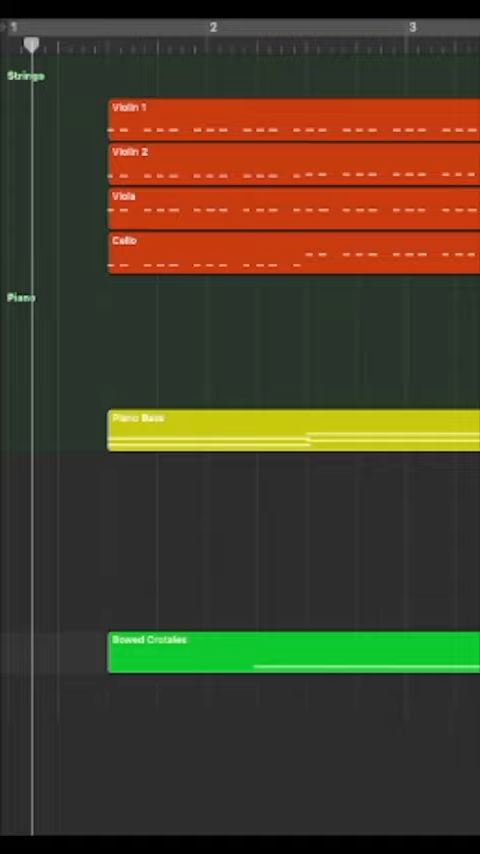 1 2 3
Strings
Violin 1
Violin 2
Viola
Cello
Piano
Piano Bass
Bowed Crotales